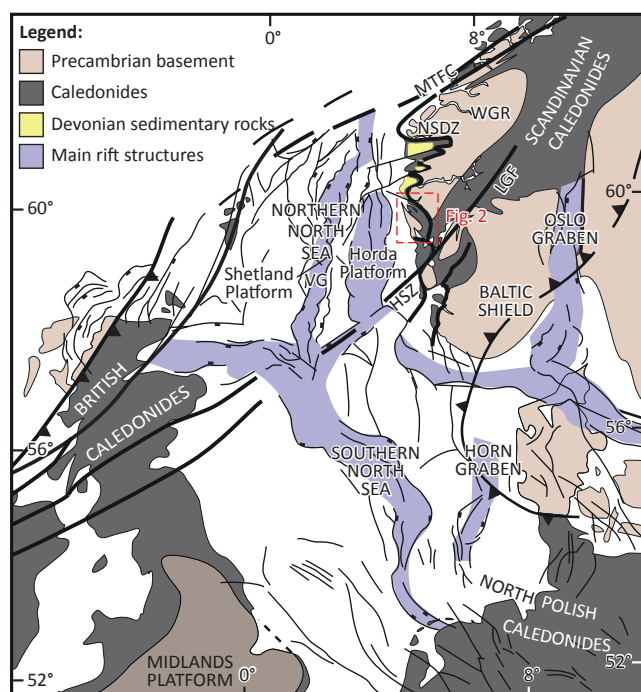 0°
8°
Legend:
Precambrian basement
Caledonides
Devonian sedimentary rocks
Main rift structures
MTFC
WGR
NSDZ
SCANDINAVIAN
CALEDONIDES
60°
60°
LGF
Fig. 2
NORTHERN
NORTH
SEA
VG
Horda
Platform
Shetland
Platform
OSLO
GRABEN
HSZ
BALTIC
SHIELD
BRITISH
CALEDONIDES
56°
56°
SOUTHERN
NORTH
SEA
HORN
GRABEN
NORTH POLISH
CALEDONIDES
MIDLANDS
PLATFORM
52°
0°
8°
52°